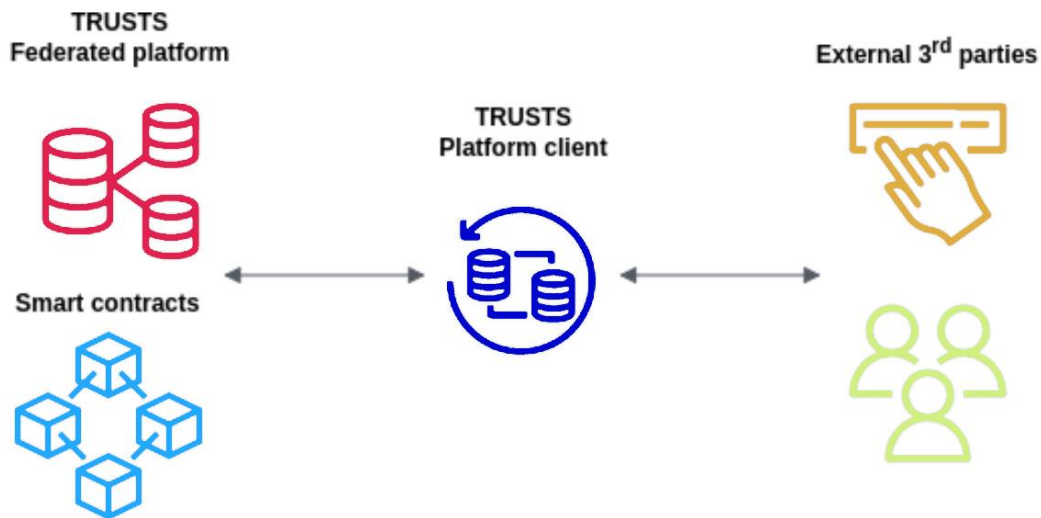 TRUSTS
Federated platform
TRUSTS
Platform client
External 3rd parties
Smart contracts